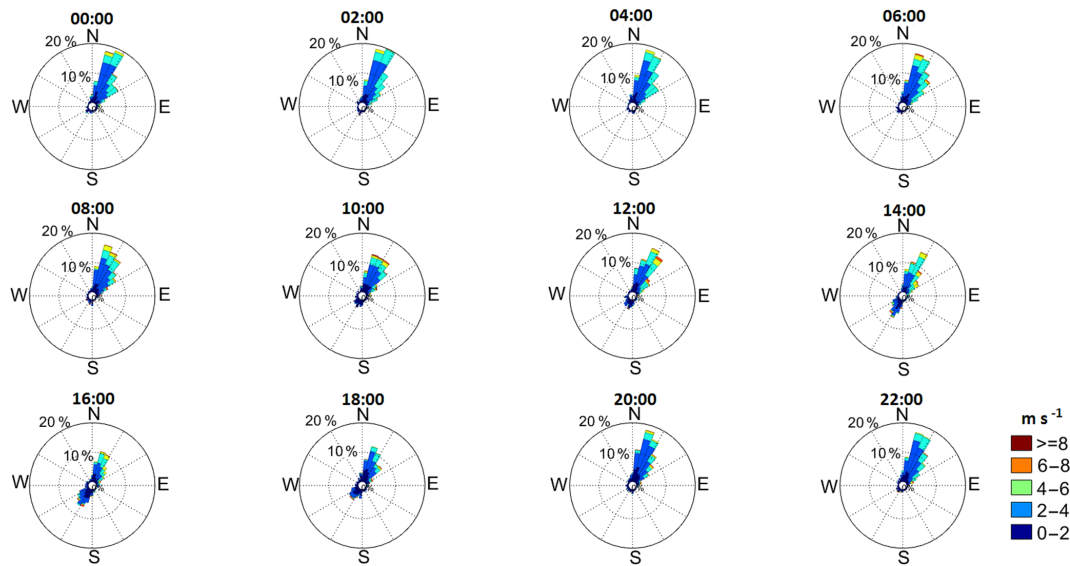 00:00 02:00 04:00 06:00
N N N N
20 % 20 % 20 % 20 %
10 % 10 % 10 % 10 %
W E W E W E W E
% % % %
S S S S
08:00 10:00 12:00 14:00
N N N N
20 % 20 % 20 % 20 %
10 % 10 % 10 % 10 %
W E W E W E W E
% % % %
S S S S
16:00 18:00 20:00 22:00
N N N N
20 % 20 % 20 % 20 %
10 % 10 % 10 % 10 %
W E W E W E W E
% % % %
S S S S
m s -1
>=8
6–8
4–6
2–4
0–2